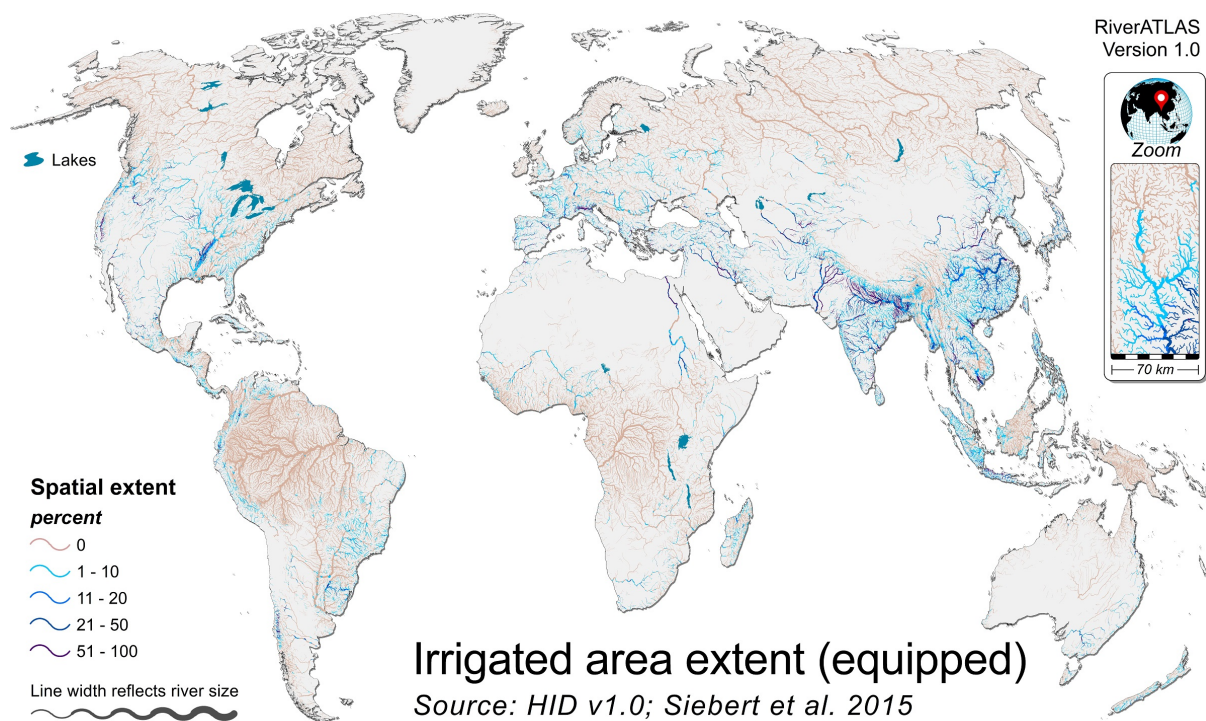 RiverATLAS
Version 1.0
Zoom
70 km
Lakes
Spatial extent
percent
0
1 - 10
11 - 20
21 - 50
51 - 100
Line width reflects river size
Irrigated area extent (equipped)
Source: HID v1.0; Siebert et al. 2015